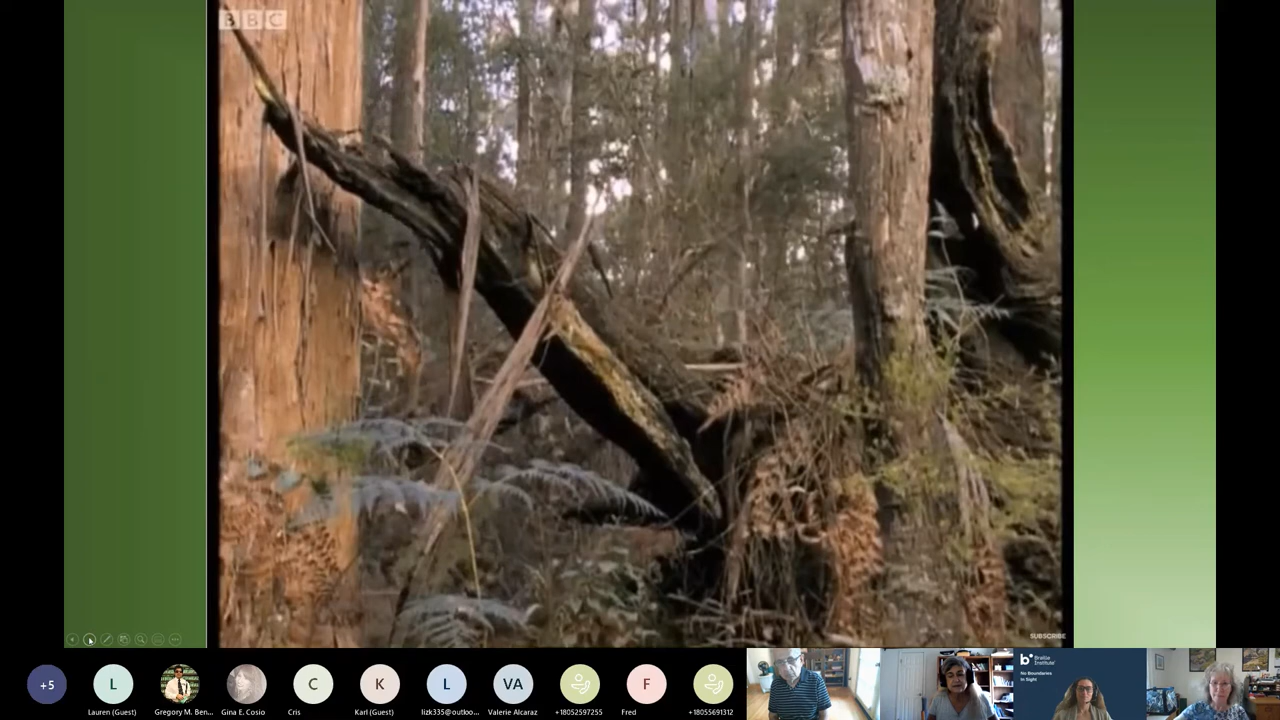 BBC
SUBSCRIBE
+5
L
C
K
L
VA
F
(Guest)
Gregory M. Ben...
Gina E. Cosio
Cris
Karl (Guest)
lizk335@outloo...
Valerie Alcaraz
+18052597255
Fred
+18055691312
b
Braille
Institute
No Boundaries
In Sight